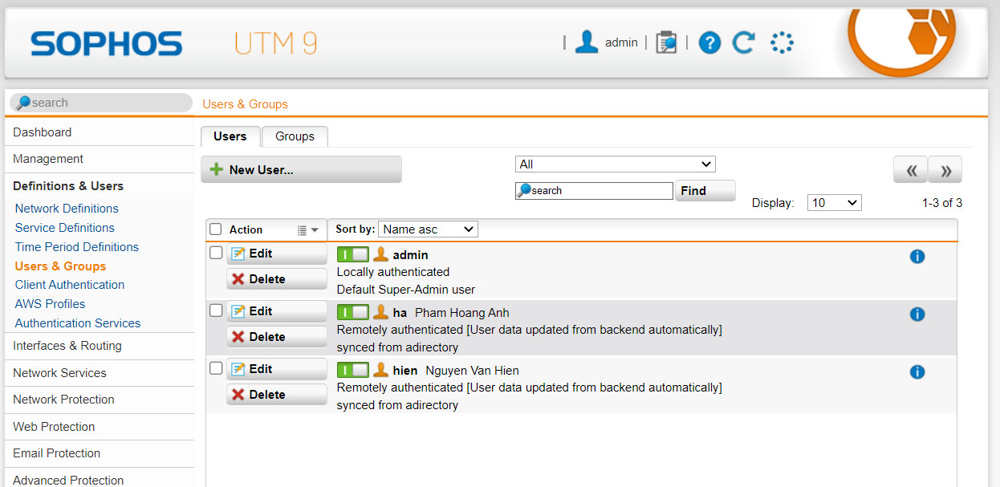 SOPHOS UTM 9
| admin | | ?
search
Users & Groups
Dashboard
Management
Definitions & Users
Network Definitions
Service Definitions
Time Period Definitions
Users & Groups
Client Authentication
AWS Profiles
Authentication Services
Interfaces & Routing
Network Services
Network Protection
Web Protection
Email Protection
Advanced Protection
Users Groups
+ New User...
All
search Find
« »
Display: 10 1-3 of 3
Action Sort by: Name asc
Edit admin
Delete Locally authenticated
Default Super-Admin user
Edit ha Pham Hoang Anh
Delete Remotely authenticated [User data updated from backend automatically]
synced from adirectory
Edit hien Nguyen Van Hien
Delete Remotely authenticated [User data updated from backend automatically]
synced from adirectory